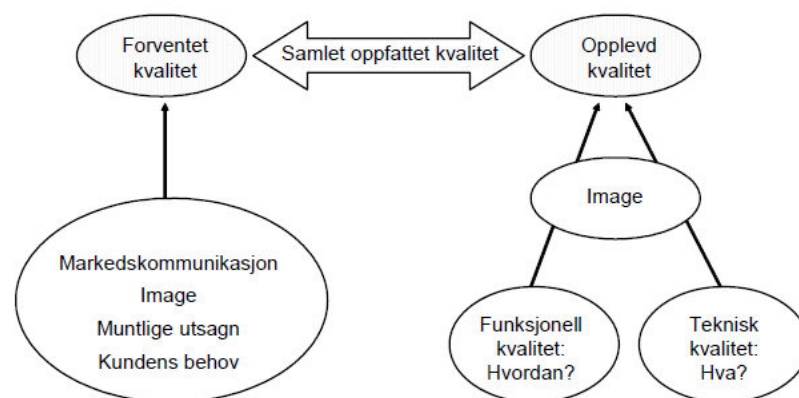 Forventet
kvalitet
Samlet oppfattet kvalitet
Opplevd
kvalitet
Image
Markedskommunikasjon
Image
Muntlige utsagn
Kundens behov
Funksjonell
kvalitet:
Hvordan?
Teknisk
kvalitet:
Hva?